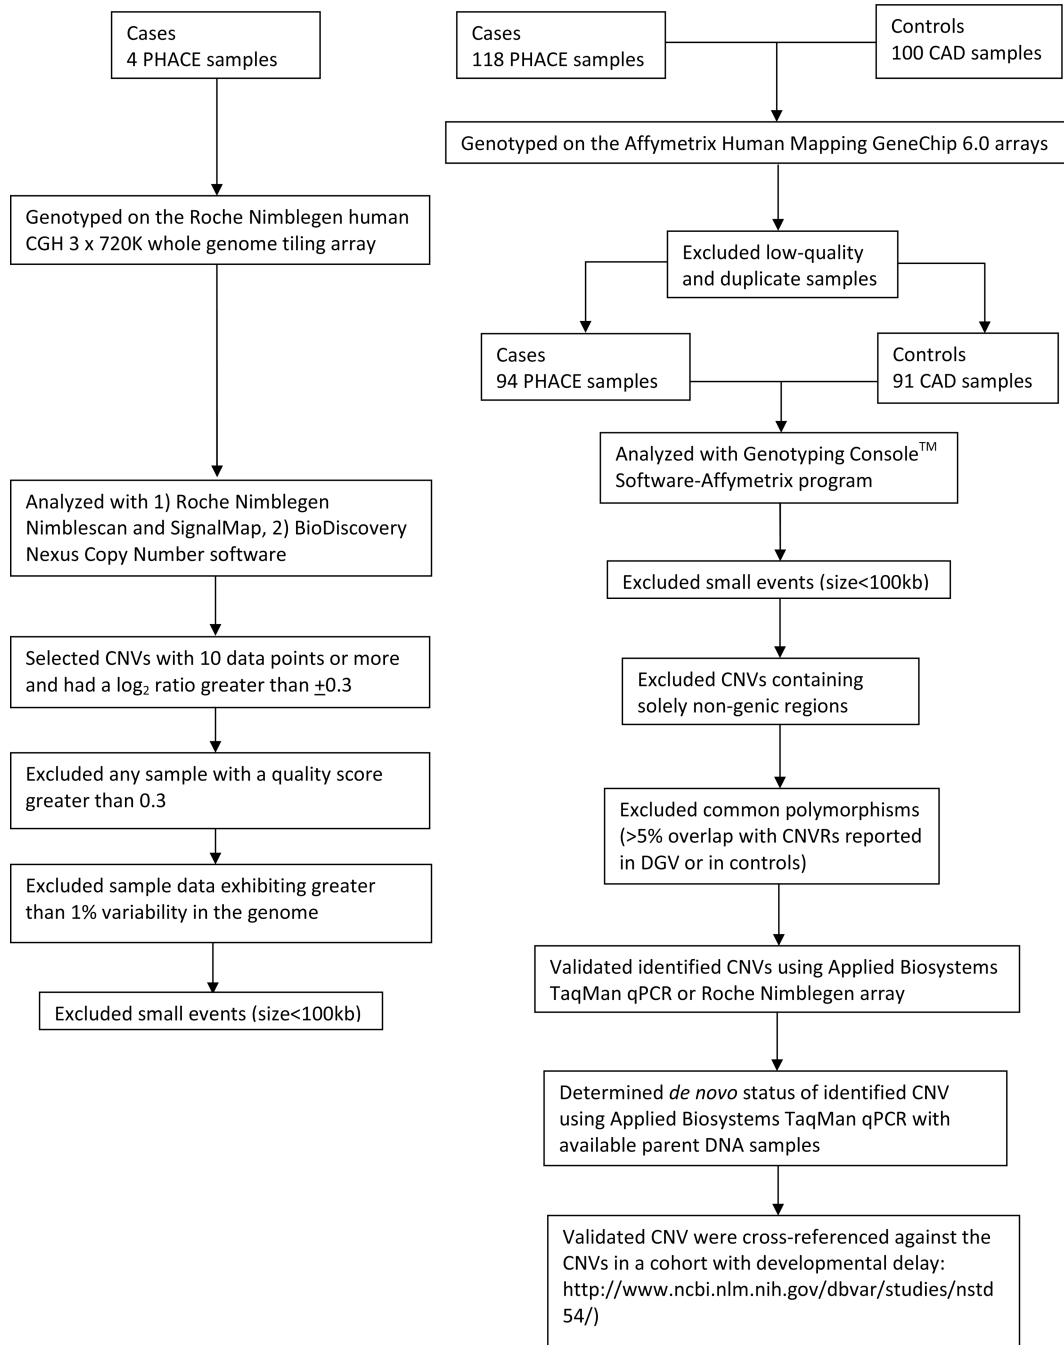 Cases
4 PHACE samples
Genotyped on the Roche Nimblegen human
CGH 3 x 720K whole genome tiling array
Analyzed with 1) Roche Nimblegen
Nimblescan and SignalMap, 2) BioDiscovery
Nexus Copy Number software
Selected CNVs with 10 data points or more
and had a log₂ ratio greater than ±0.3
Excluded any sample with a quality score
greater than 0.3
Excluded sample data exhibiting greater
than 1% variability in the genome
Excluded small events (size<100kb)
Cases
118 PHACE samples
Controls
100 CAD samples
Genotyped on the Affymetrix Human Mapping GeneChip 6.0 arrays
Excluded low-quality
and duplicate samples
Cases
94 PHACE samples
Controls
91 CAD samples
Analyzed with Genotyping Console™
Software-Affymetrix program
Excluded small events (size<100kb)
Excluded CNVs containing
solely non-genic regions
Excluded common polymorphisms
(>5% overlap with CNVRs reported
in DGV or in controls)
Validated identified CNVs using Applied Biosystems
TaqMan qPCR or Roche Nimblegen array
Determined de novo status of identified CNV
using Applied Biosystems TaqMan qPCR with
available parent DNA samples
Validated CNV were cross-referenced against the
CNVs in a cohort with developmental delay:
http://www.ncbi.nlm.nih.gov/dbvar/studies/nstd
54/)